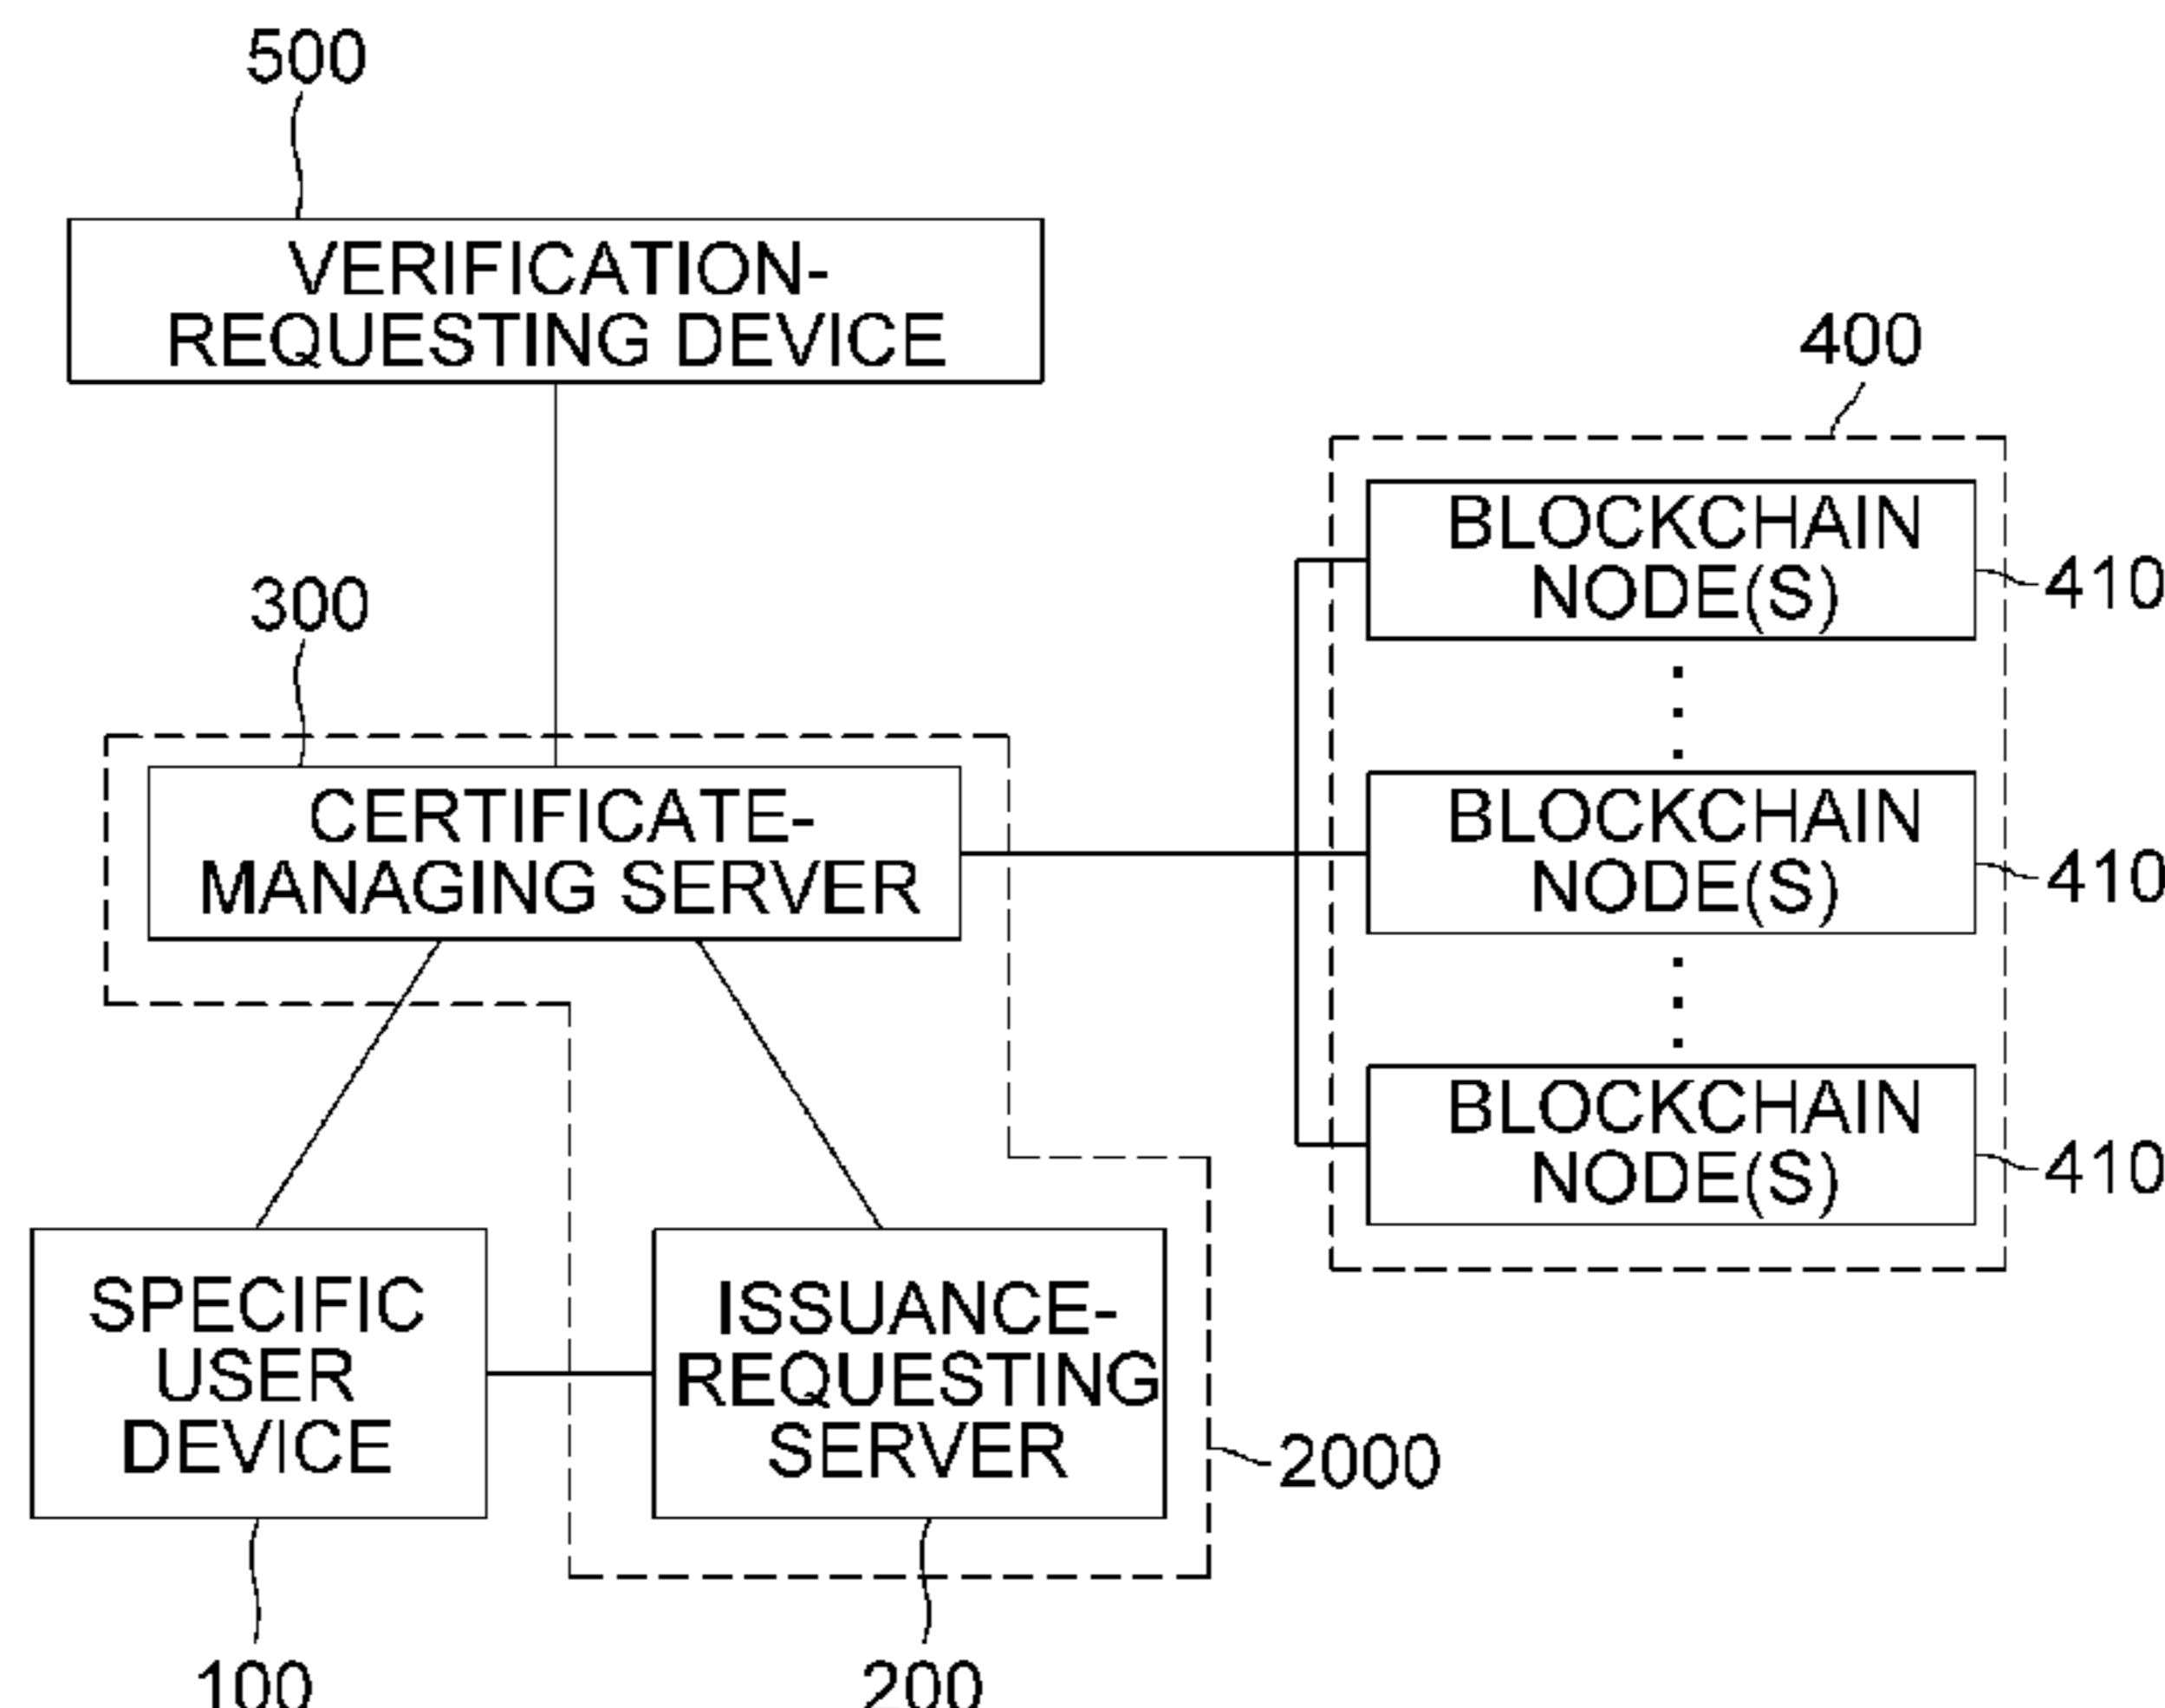 500
VERIFICATION-
REQUESTING DEVICE
400
BLOCKCHAIN
NODE(S)
410
300
CERTIFICATE-
MANAGING SERVER
BLOCKCHAIN
NODE(S)
410
BLOCKCHAIN
NODE(S)
410
SPECIFIC
USER
DEVICE
ISSUANCE-
REQUESTING
SERVER
2000
100
200